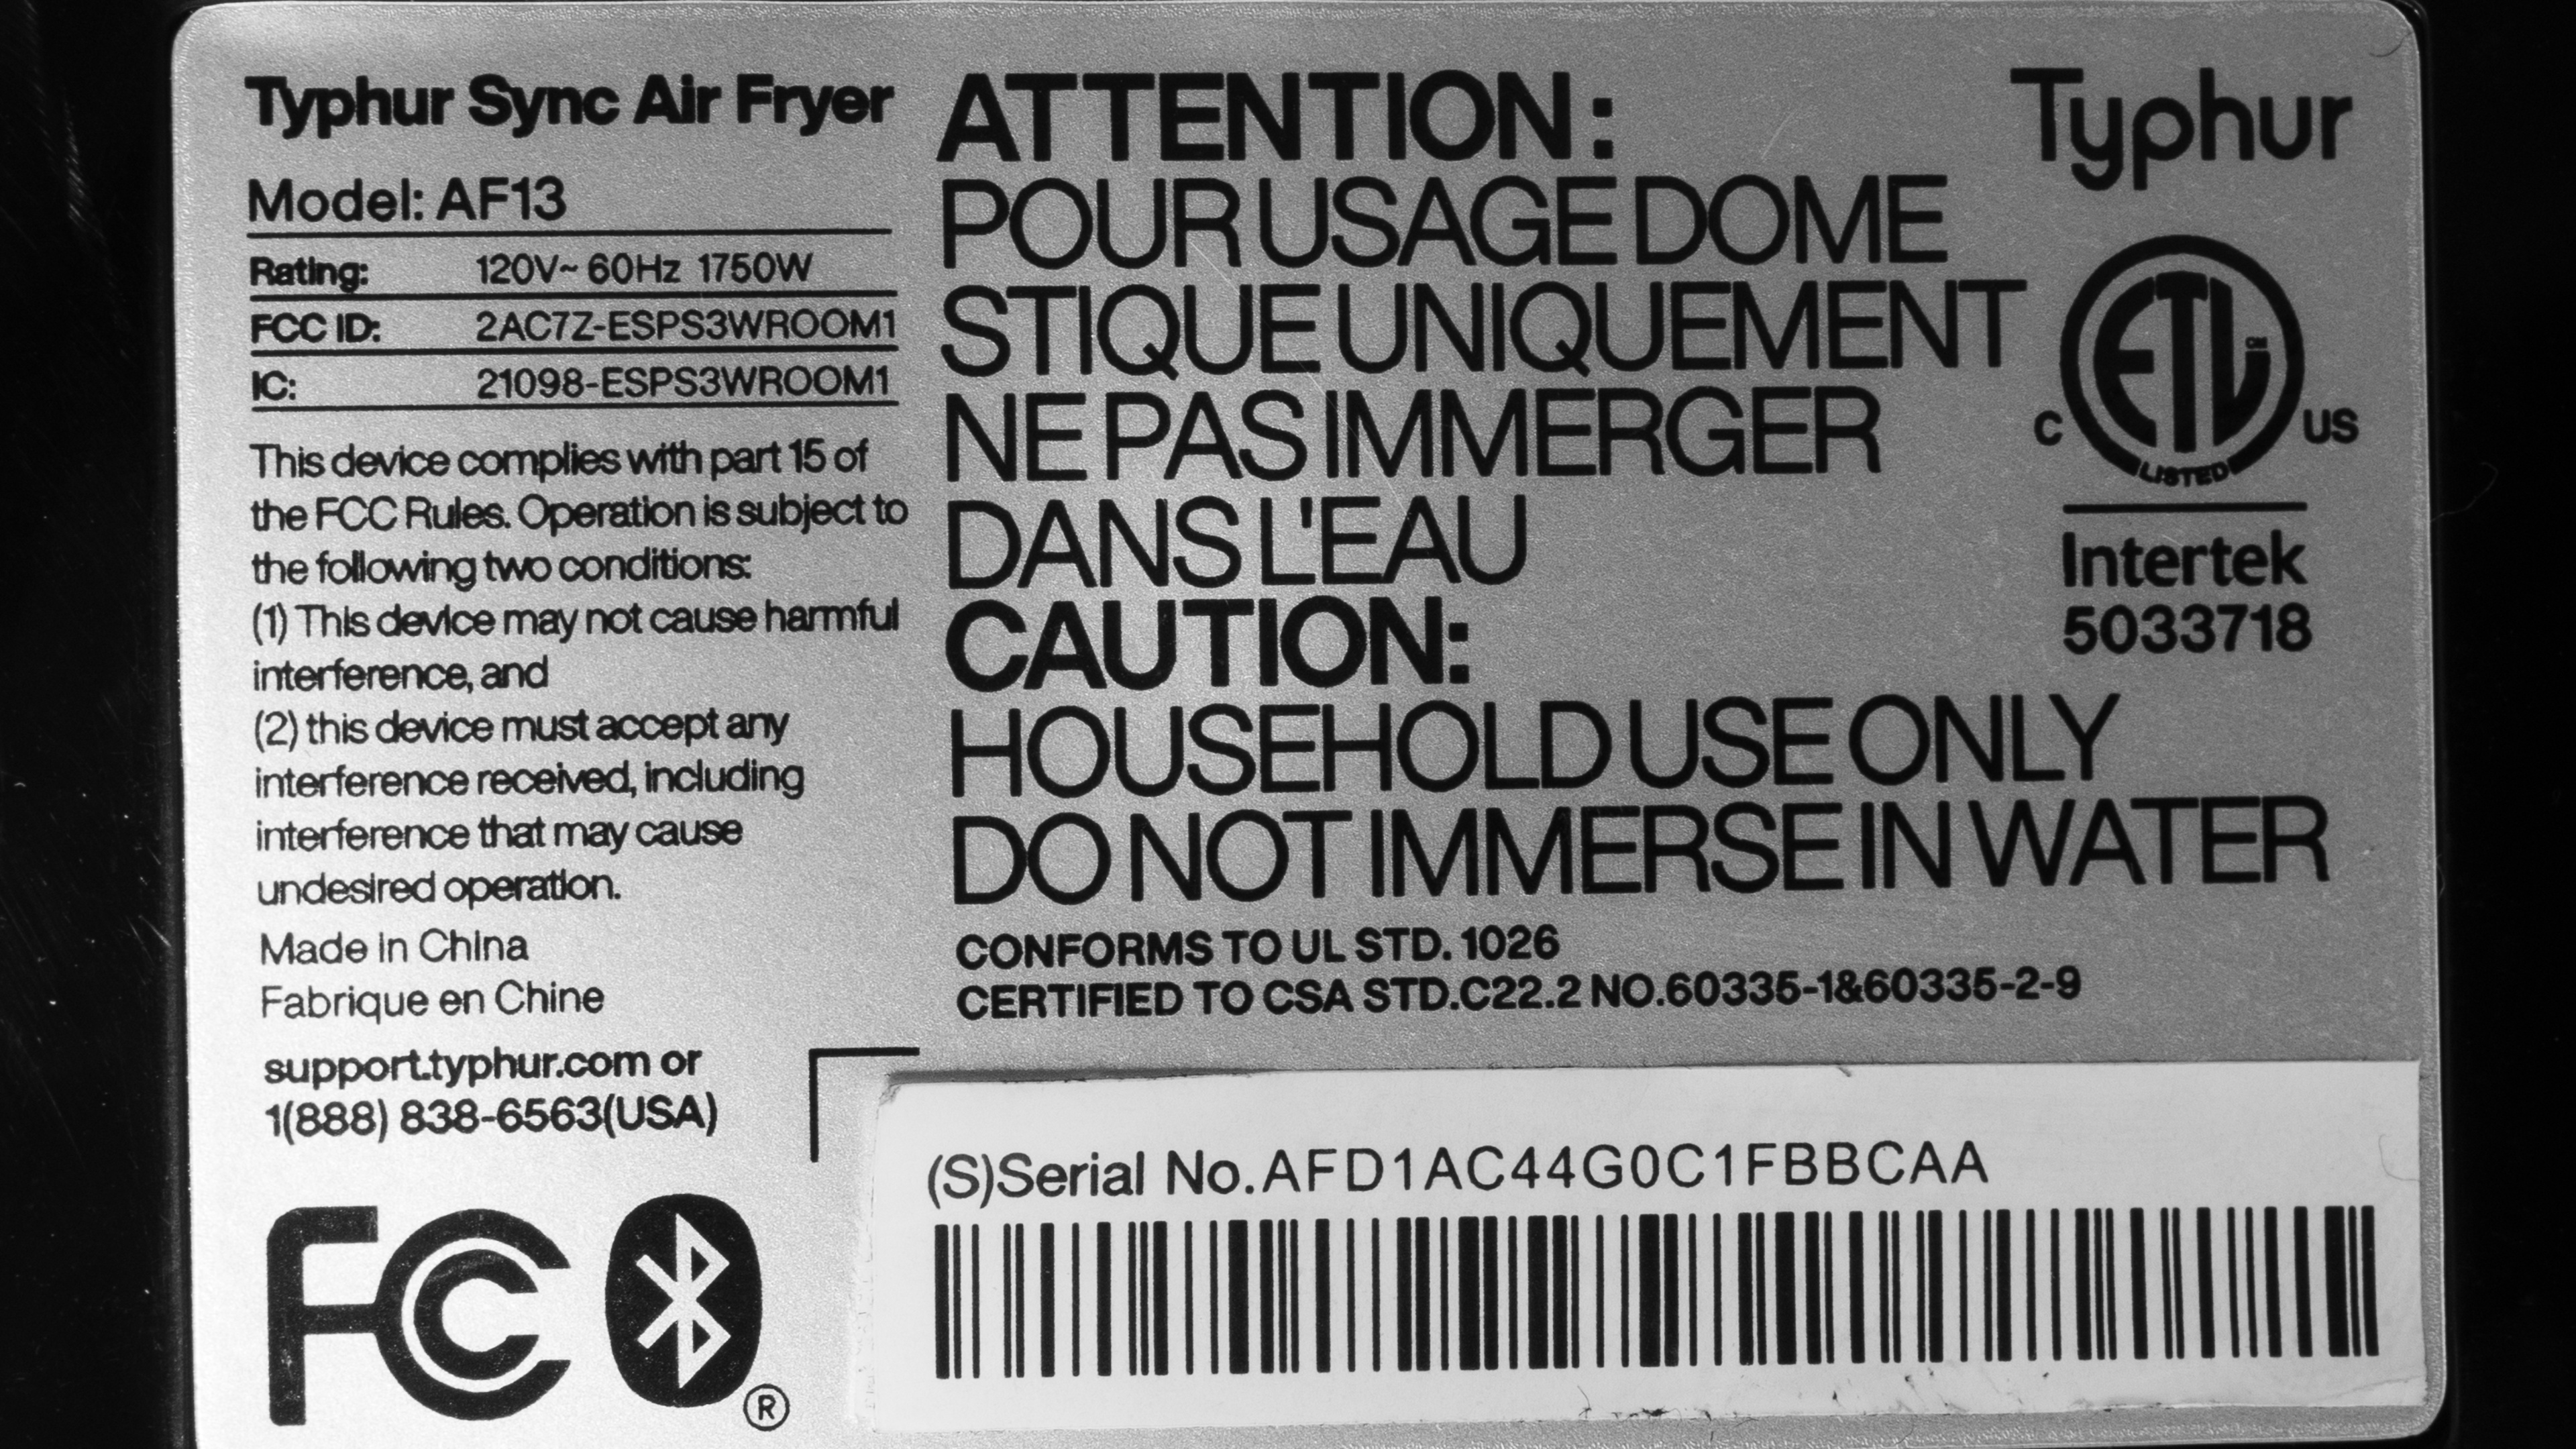 Typhur Sync Air Fryer
Model: AF13
Rating: 120V~ 60Hz 1750W
FCC ID: 2AC7Z-ESPS3WROOM1
IC: 21098-ESPS3WROOM1
This device complies with part 15 of
the FCC Rules. Operation is subject to
the following two conditions:
(1) This device may not cause harmful
interference, and
(2) this device must accept any
interference received, including
interference that may cause
undesired operation.
Made in China
Fabrique en Chine
support.typhur.com or
1(888) 838-6563(USA)
FC
®
ATTENTION:
POUR USAGE DOME
STIQUE UNIQUEMENT
NE PAS IMMERGER
DANS L'EAU
CAUTION:
HOUSEHOLD USE ONLY
DO NOT IMMERSE IN WATER
CONFORMS TO UL STD. 1026
CERTIFIED TO CSA STD.C22.2 NO.60335-1&60335-2-9
Typhur
ETL CM
C US
LISTED
Intertek
5033718
(S)Serial No.AFD1AC44G0C1FBBCAA